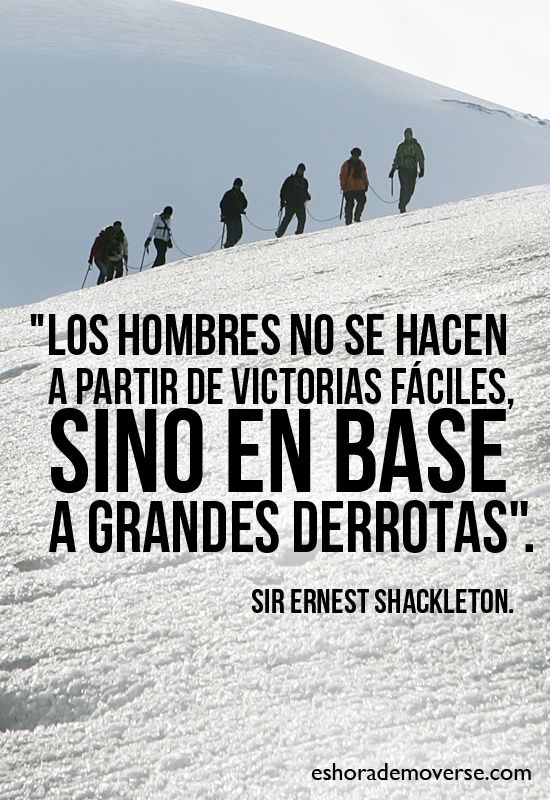 "LOS HOMBRES NO SE HACEN
A PARTIR DE VICTORIAS FÁCILES,
SINO EN BASE
A GRANDES DERROTAS".
SIR ERNEST SHACKLETON.
eshorademoverse.com